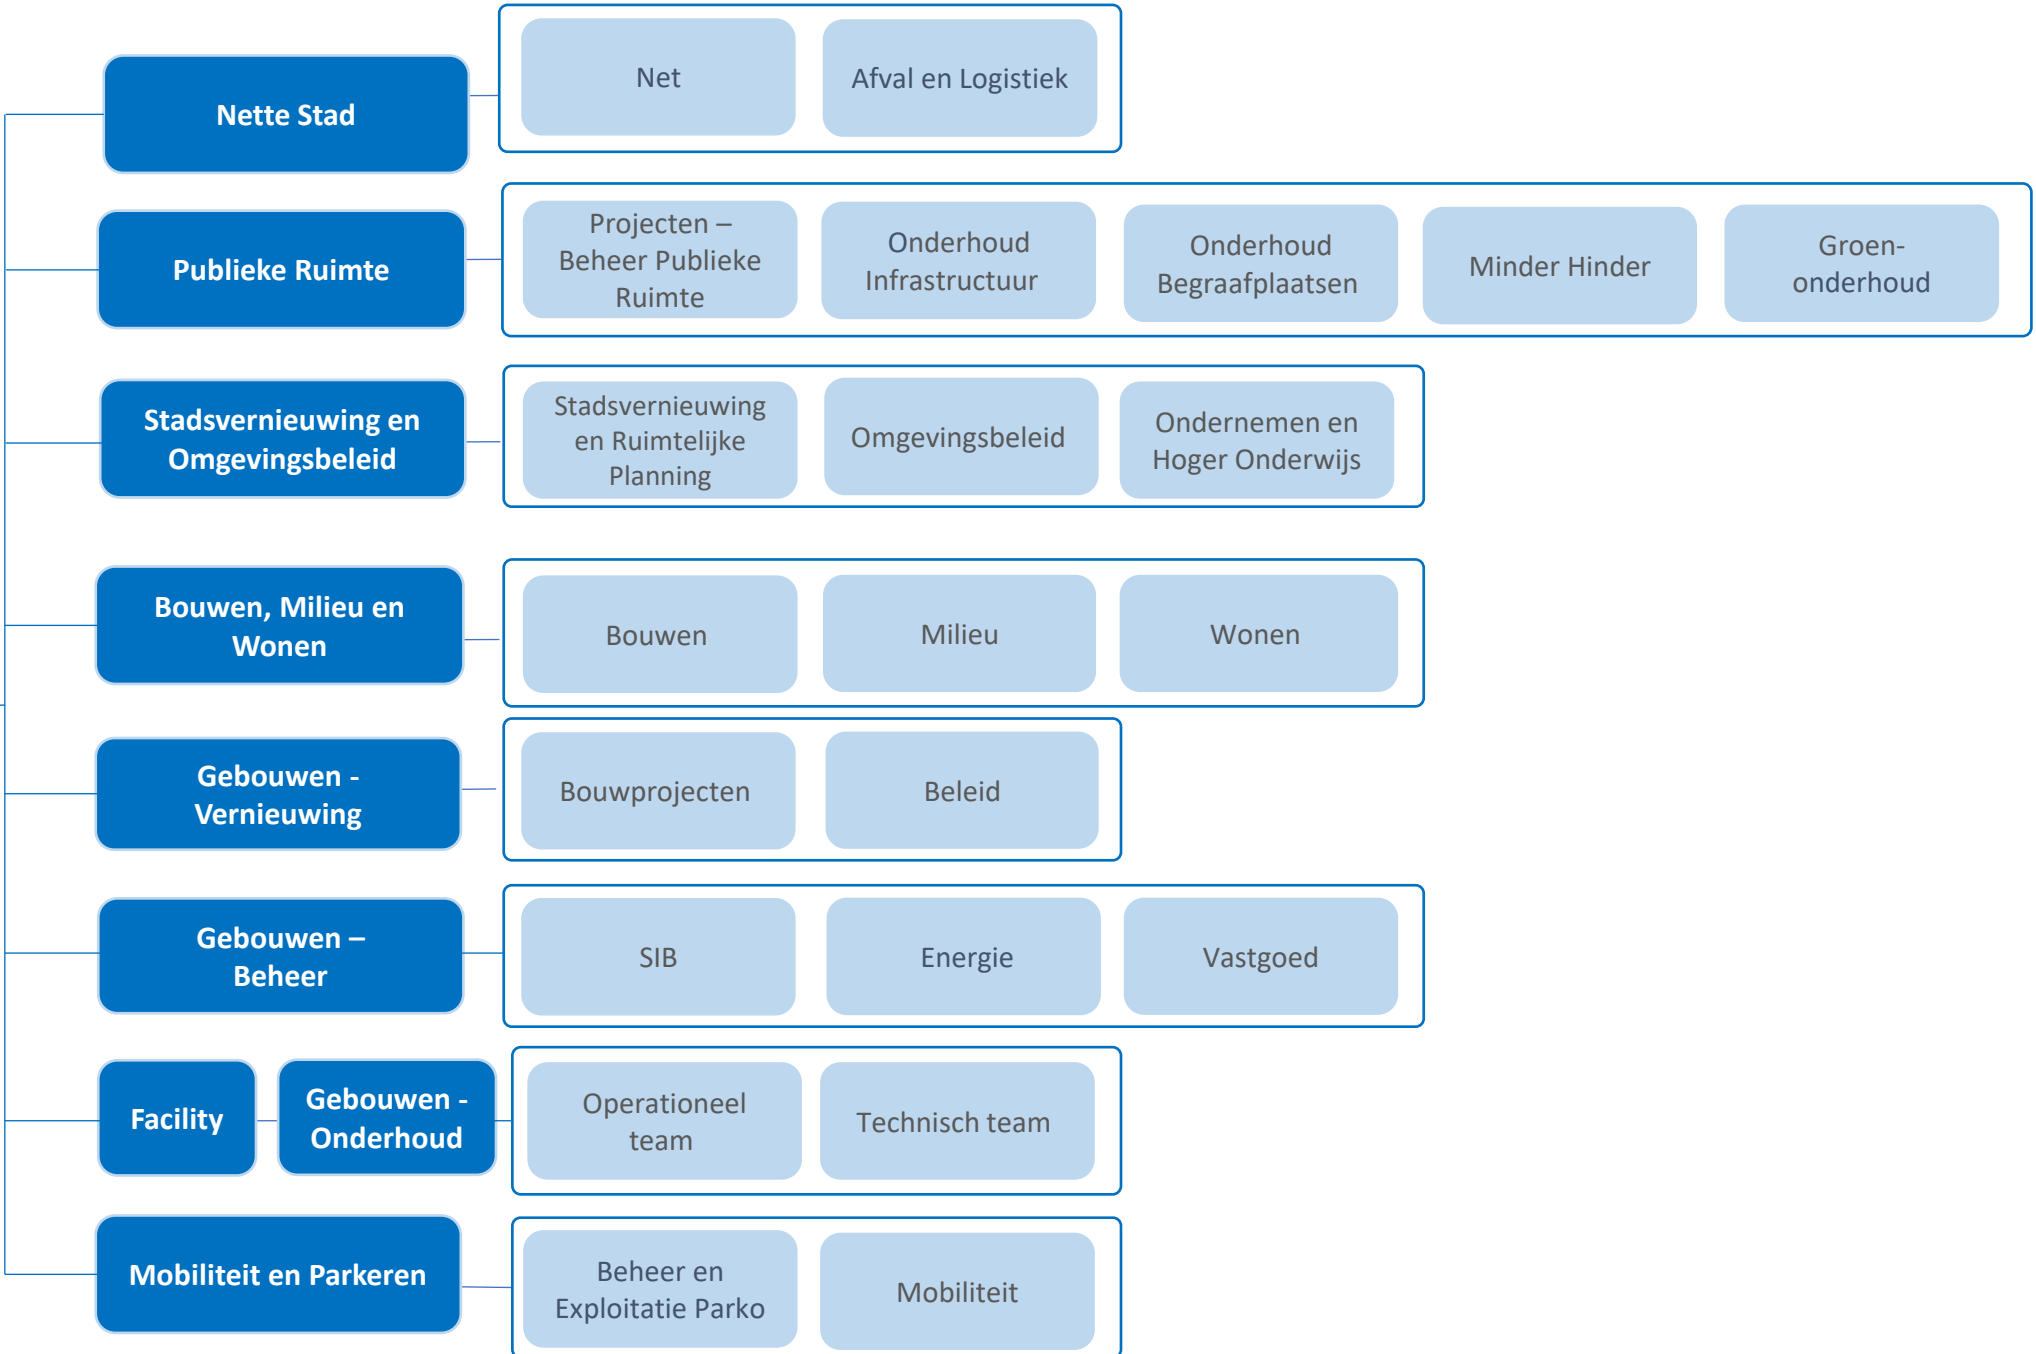 Nette Stad
Net
Afval en Logistiek
Publieke Ruimte
Projecten –
Beheer Publieke
Ruimte
Onderhoud
Infrastructuur
Onderhoud
Begraafplaatsen
Minder Hinder
Groen-
onderhoud
Stadsvernieuwing en
Omgevingsbeleid
Stadsvernieuwing
en Ruimtelijke
Planning
Omgevingsbeleid
Ondernemen en
Hoger Onderwijs
Bouwen, Milieu en
Wonen
Bouwen
Milieu
Wonen
Gebouwen -
Vernieuwing
Bouwprojecten
Beleid
Gebouwen –
Beheer
SIB
Energie
Vastgoed
Facility
Gebouwen -
Onderhoud
Operationeel
team
Technisch team
Mobiliteit en Parkeren
Beheer en
Exploitatie Parko
Mobiliteit